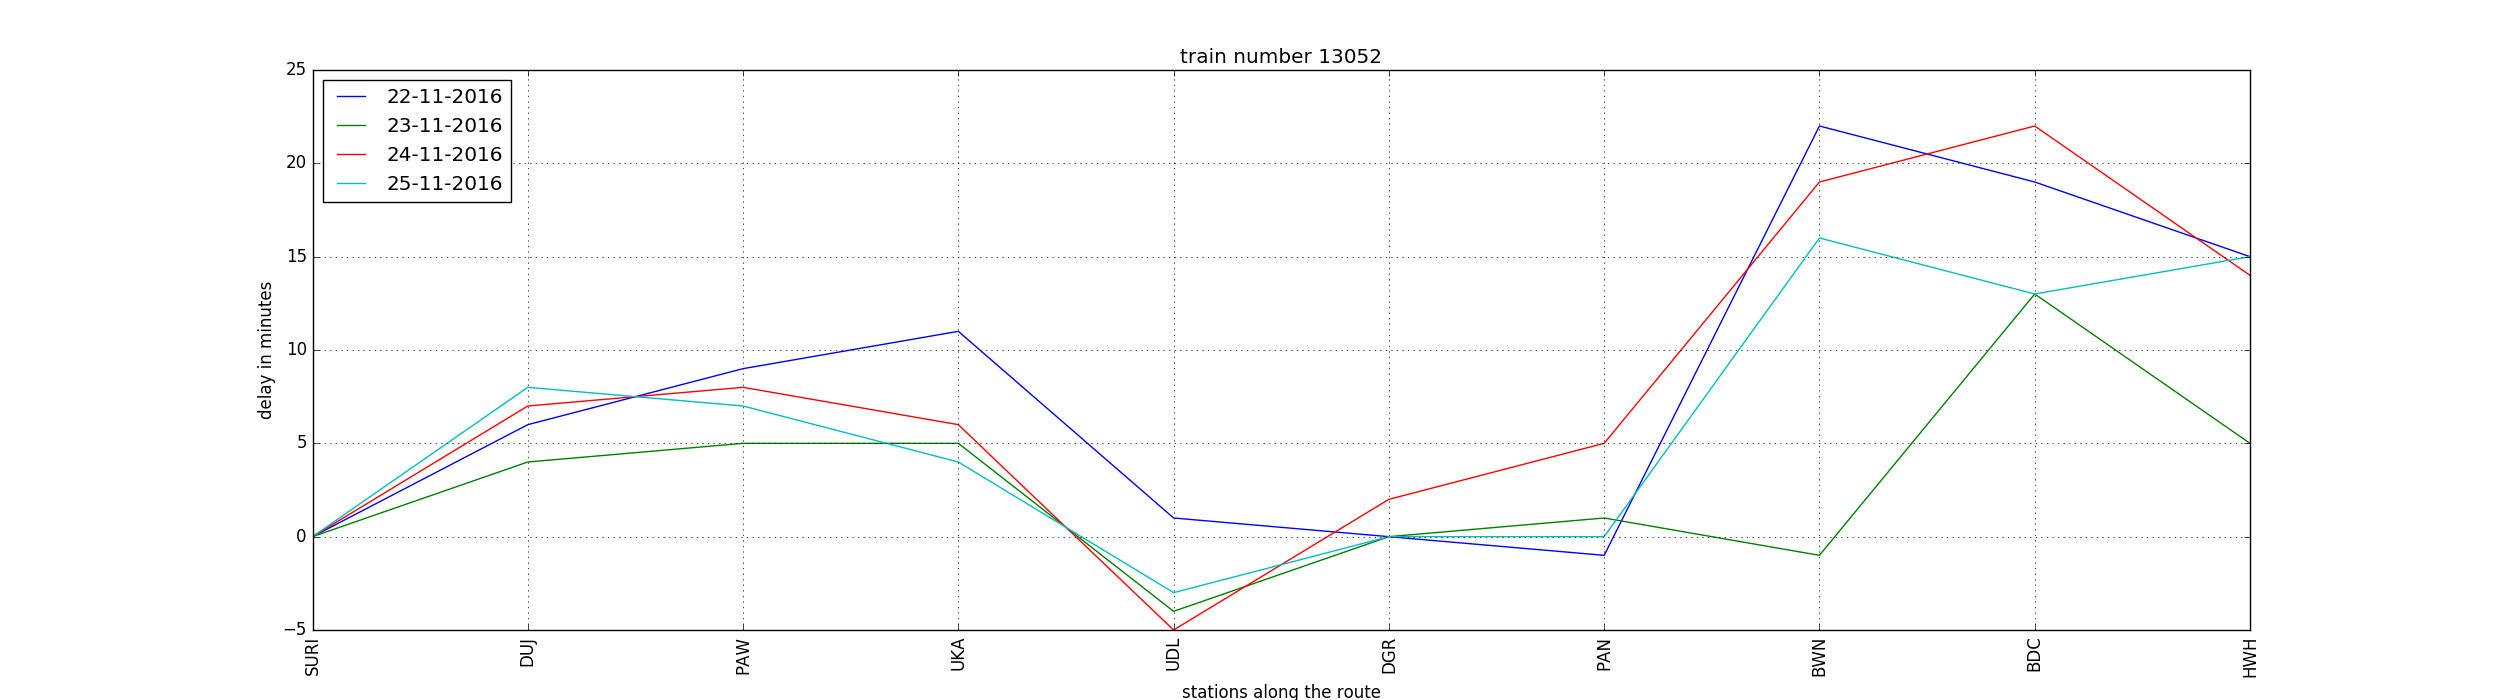 train number 13052
25
20
15
10
5
0
−5
delay in minutes
22-11-2016
23-11-2016
24-11-2016
25-11-2016
SURI
DUJ
PAW
UKA
UDL
DGR
PAN
BWN
BDC
HWH
stations along the route